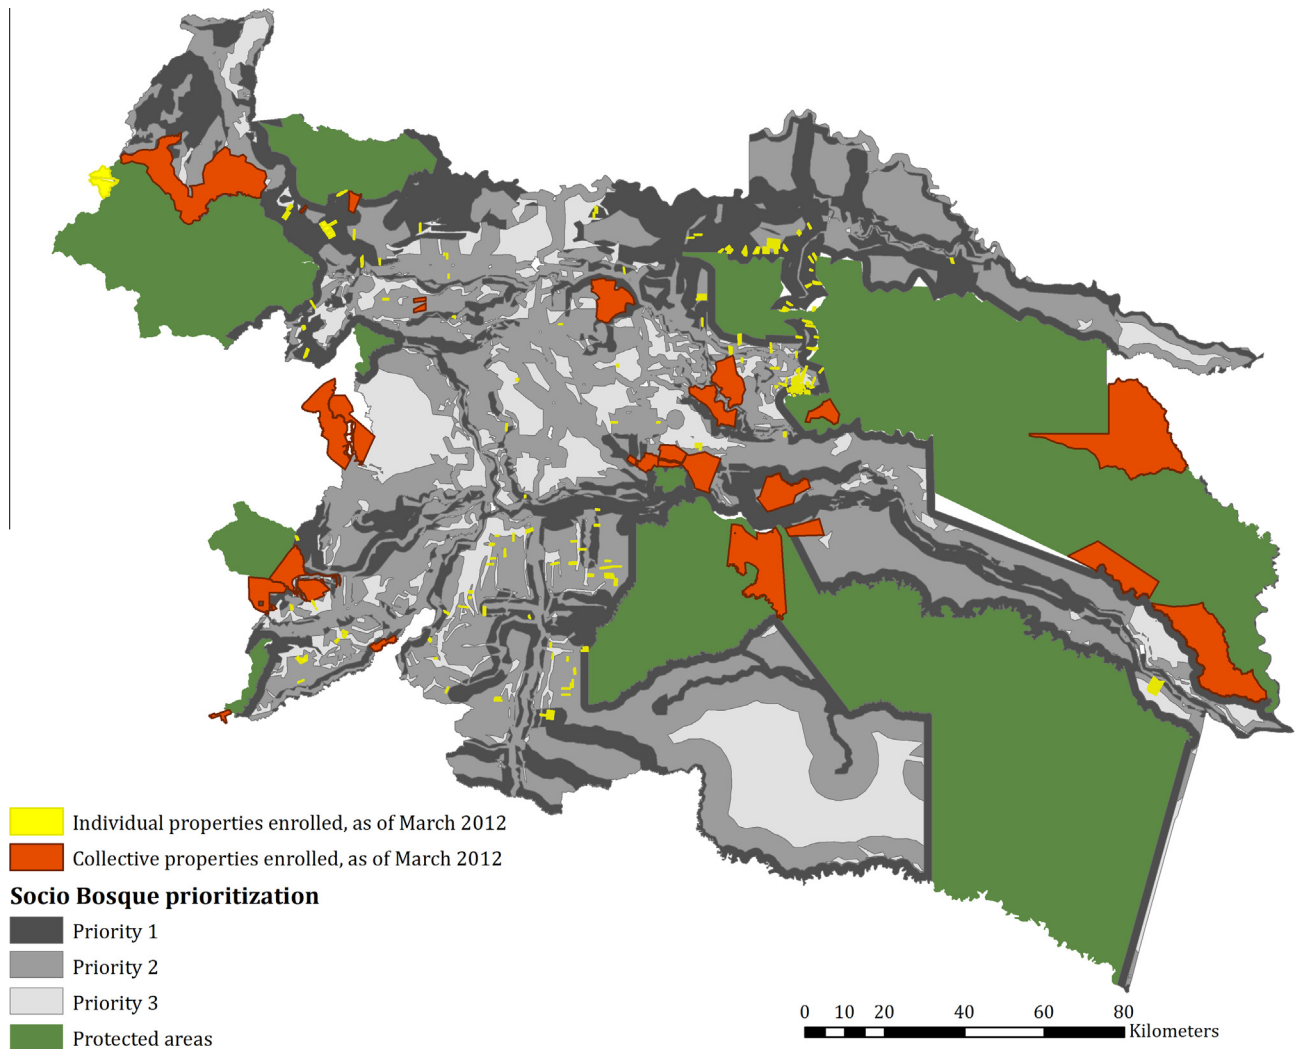 Individual properties enrolled, as of March 2012
Collective properties enrolled, as of March 2012
Socio Bosque prioritization
Priority 1
Priority 2
Priority 3
Protected areas
0 10 20 40 60 80
Kilometers